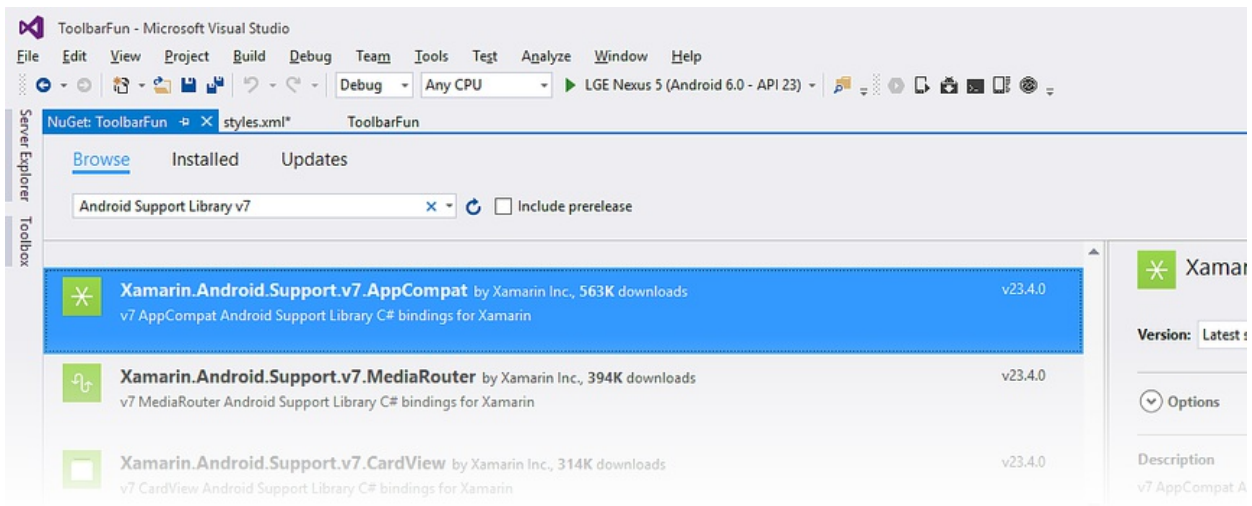 ToolbarFun - Microsoft Visual Studio
File Edit View Project Build Debug Team Tools Test Analyze Window Help
Debug Any CPU LGE Nexus 5 (Android 6.0 - API 23)
Server Explorer
Toolbox
NuGet: ToolbarFun styles.xml* ToolbarFun
Browse Installed Updates
Android Support Library v7 Include prerelease
Xamarin.Android.Support.v7.AppCompat by Xamarin Inc., 563K downloads v23.4.0
v7 AppCompat Android Support Library C# bindings for Xamarin
Xamarin.Android.Support.v7.MediaRouter by Xamarin Inc., 394K downloads v23.4.0
v7 MediaRouter Android Support Library C# bindings for Xamarin
Xamarin.Android.Support.v7.CardView by Xamarin Inc., 314K downloads v23.4.0
v7 CardView Android Support Library C# bindings for Xamarin
Xamar
Version: Latest s
Options
Description
v7 AppCompat A